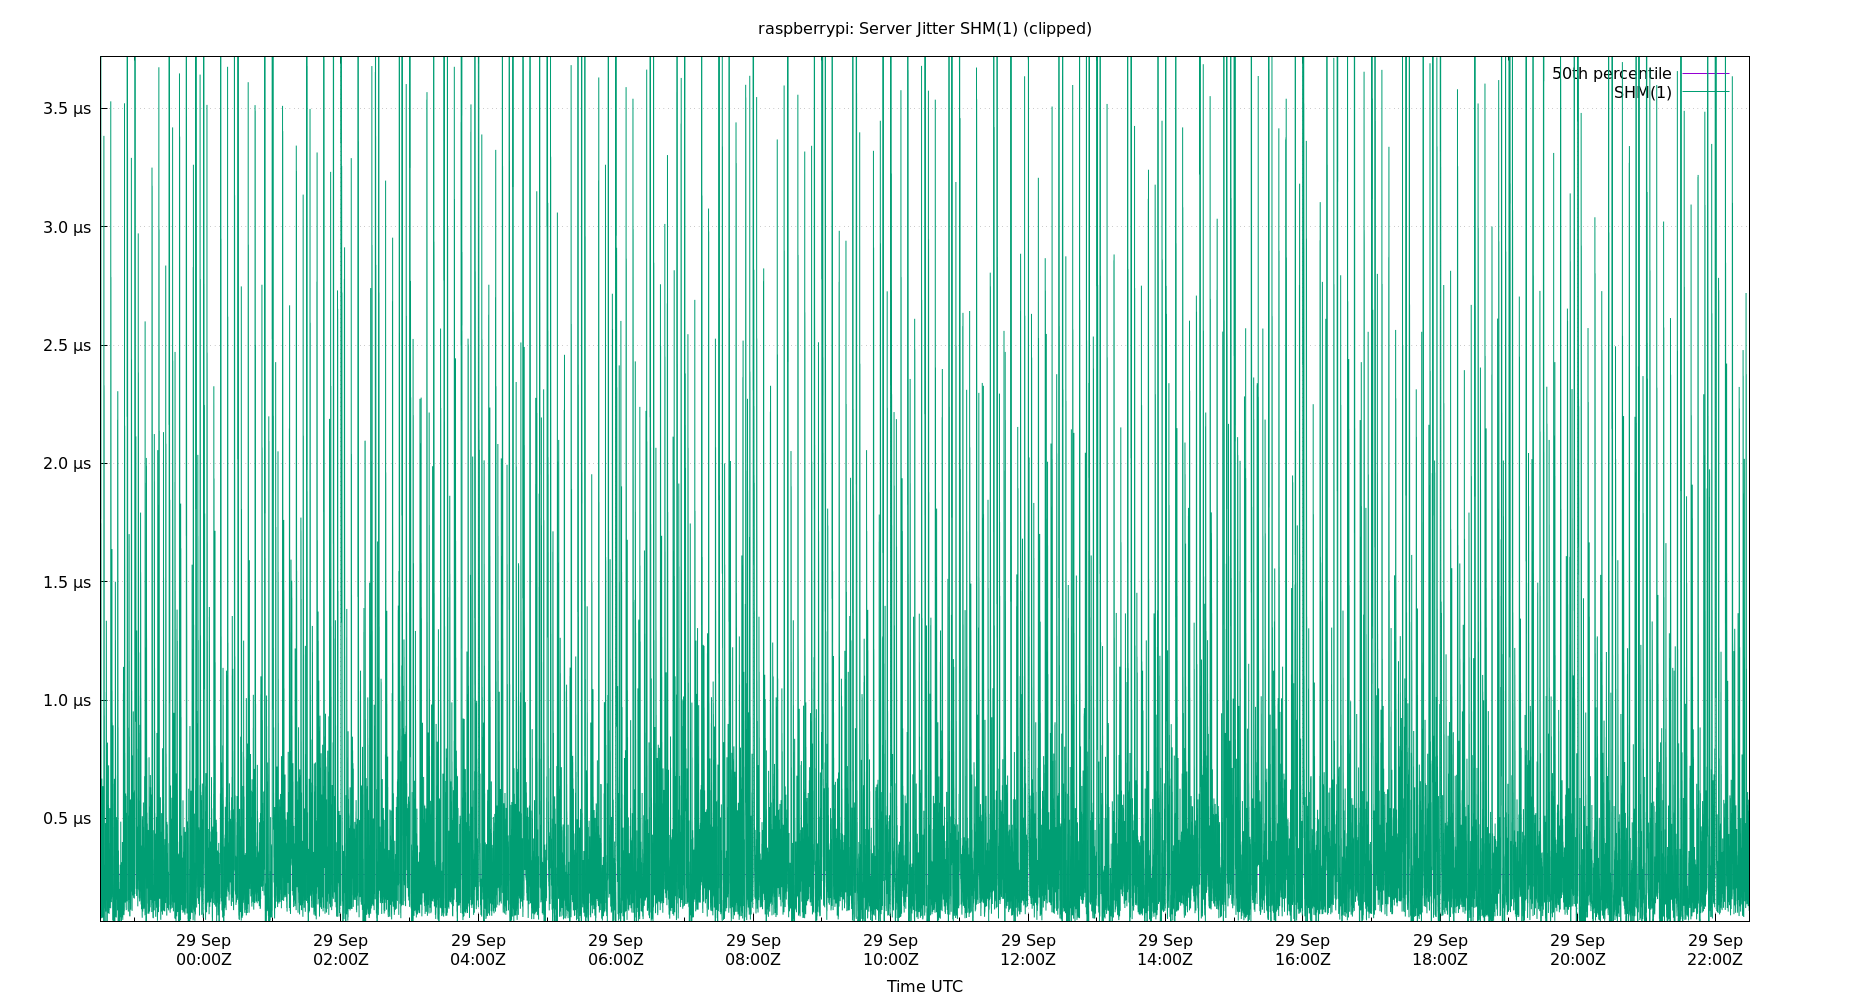 raspberrypi: Server Jitter SHM(1) (clipped)
50th percentile
SHM(1)
3.5 µs
3.0 µs
2.5 µs
2.0 µs
1.5 µs
1.0 µs
0.5 µs
29 Sep 29 Sep 29 Sep 29 Sep 29 Sep 29 Sep 29 Sep 29 Sep 29 Sep 29 Sep 29 Sep 29 Sep
00:00Z 02:00Z 04:00Z 06:00Z 08:00Z 10:00Z 12:00Z 14:00Z 16:00Z 18:00Z 20:00Z 22:00Z
Time UTC